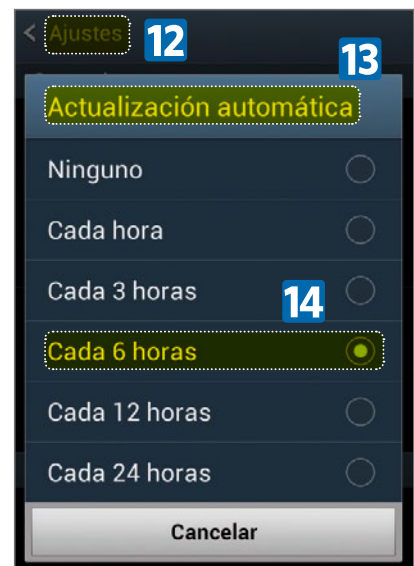 < Ajustes 12
13
Actualización automática
Ninguno
Cada hora
Cada 3 horas
14
Cada 6 horas
Cada 12 horas
Cada 24 horas
Cancelar